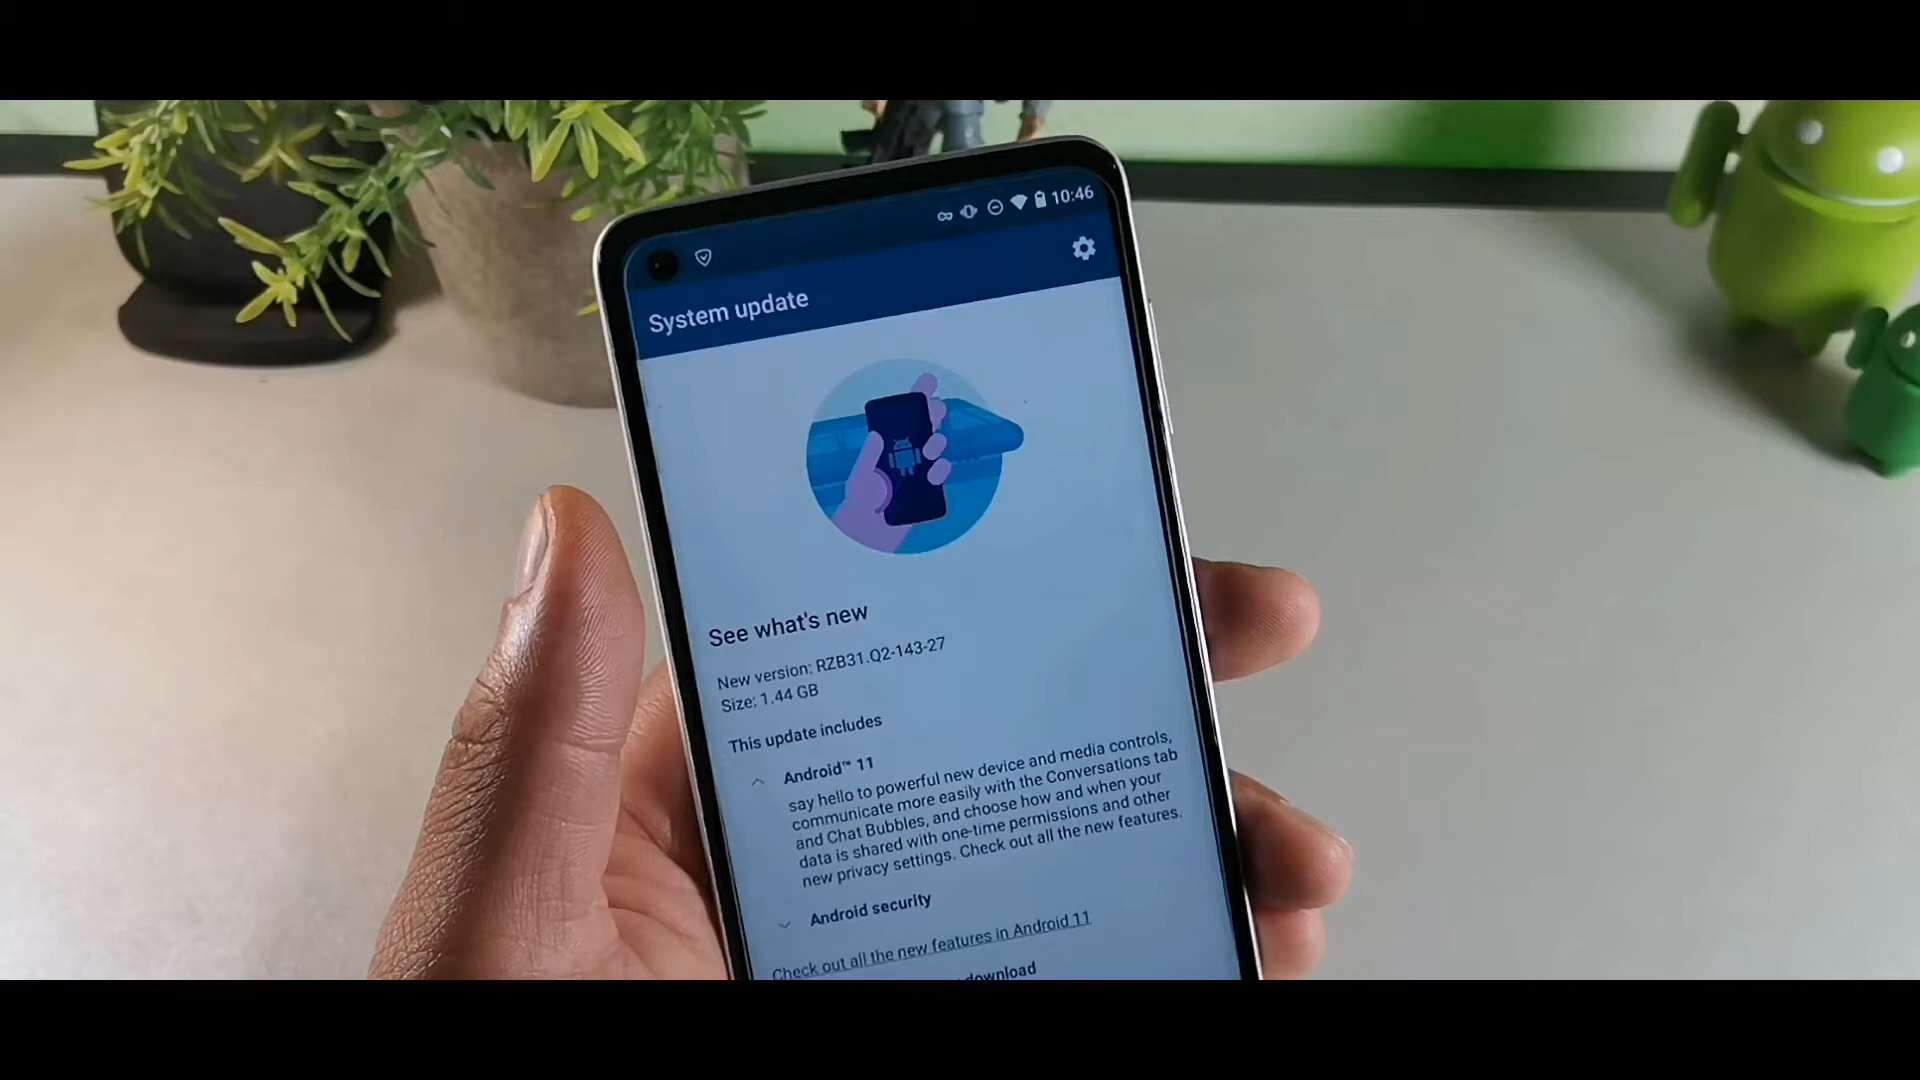 10:46
System update
See what's new
New version: RZB31.Q2-143-27
Size: 1.44 GB
This update includes
Android™ 11
say hello to powerful new device and media controls,
communicate more easily with the Conversations tab
and Chat Bubbles, and choose how and when your
data is shared with one-time permissions and other
new privacy settings. Check out all the new features.
Android security
Check out all the new features in Android 11
download